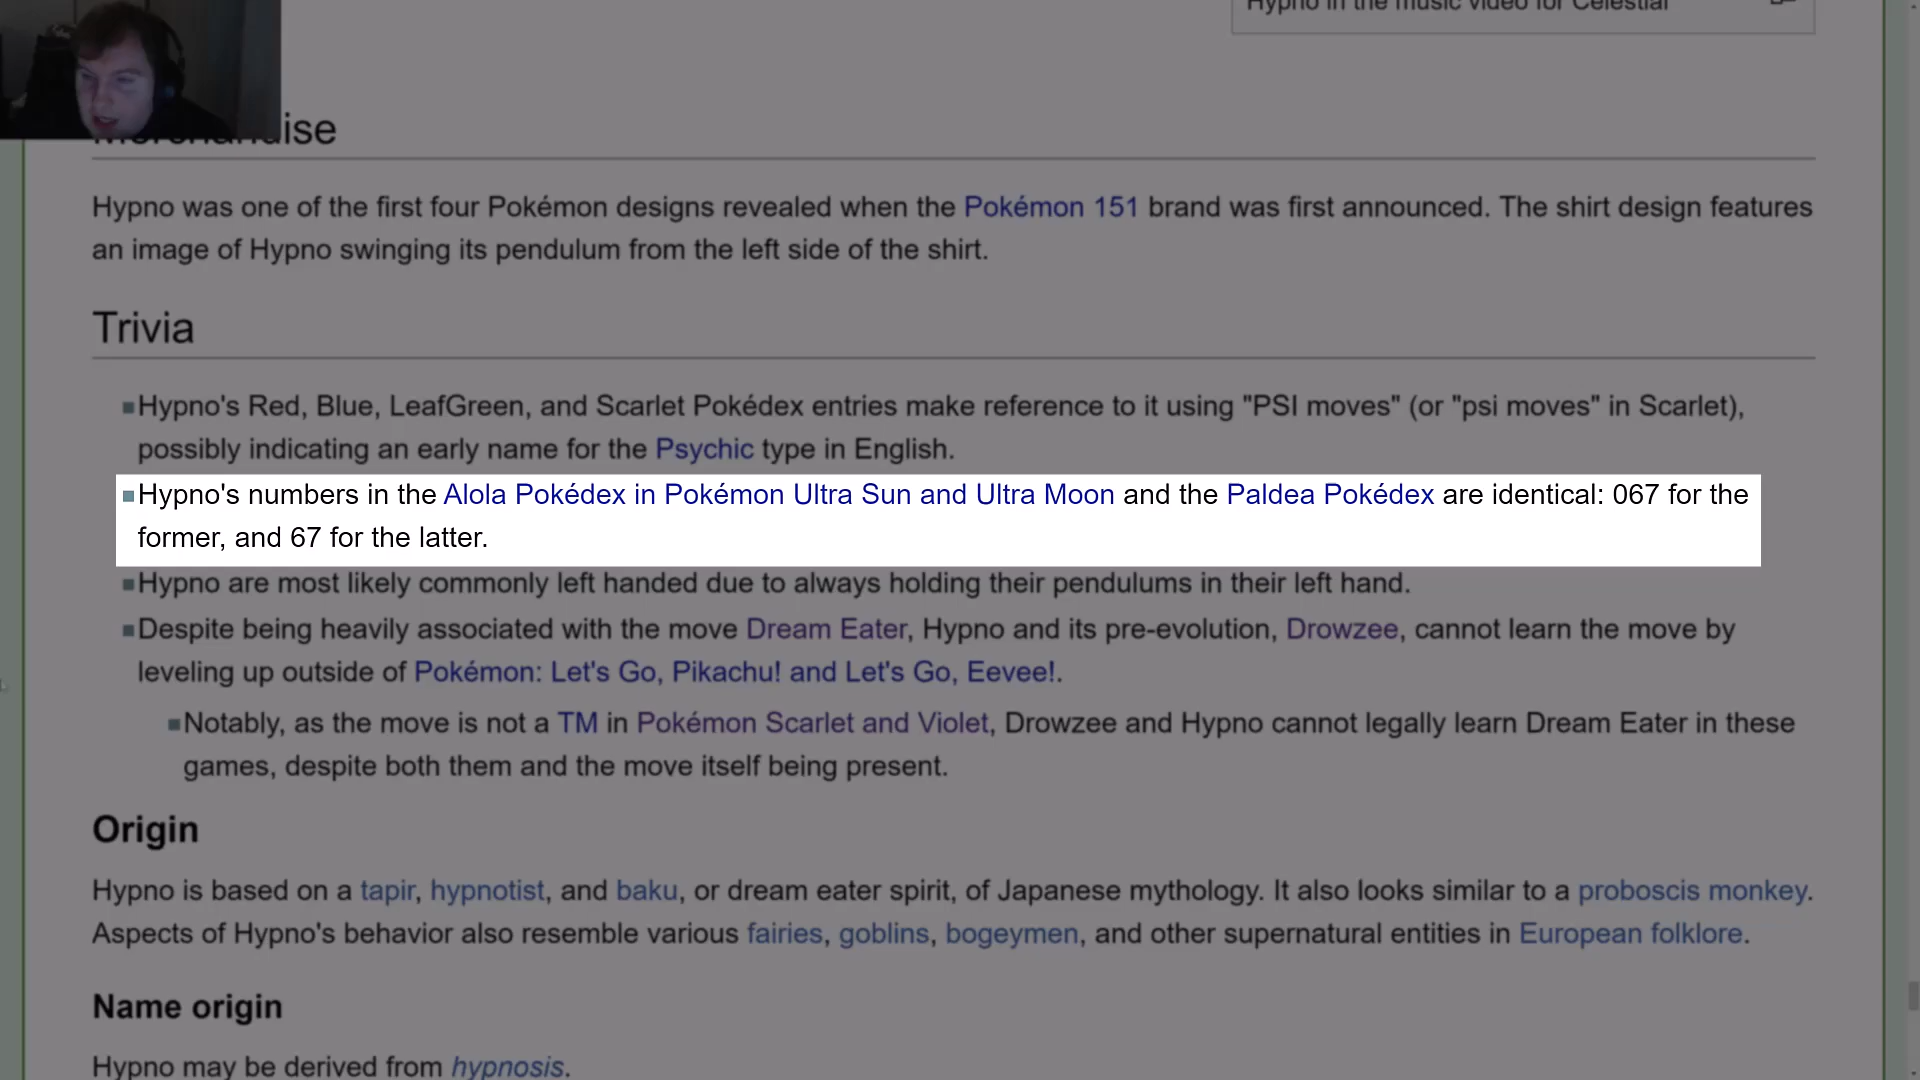 Hypno in the music video for Celestial
Merchandise
Hypno was one of the first four Pokémon designs revealed when the Pokémon 151 brand was first announced. The shirt design features
an image of Hypno swinging its pendulum from the left side of the shirt.
Trivia
Hypno's Red, Blue, LeafGreen, and Scarlet Pokédex entries make reference to it using "PSI moves" (or "psi moves" in Scarlet),
possibly indicating an early name for the Psychic type in English.
Hypno's numbers in the Alola Pokédex in Pokémon Ultra Sun and Ultra Moon and the Paldea Pokédex are identical: 067 for the
former, and 67 for the latter.
Hypno are most likely commonly left handed due to always holding their pendulums in their left hand.
Despite being heavily associated with the move Dream Eater, Hypno and its pre-evolution, Drowzee, cannot learn the move by
leveling up outside of Pokémon: Let's Go, Pikachu! and Let's Go, Eevee!.
Notably, as the move is not a TM in Pokémon Scarlet and Violet, Drowzee and Hypno cannot legally learn Dream Eater in these
games, despite both them and the move itself being present.
Origin
Hypno is based on a tapir, hypnotist, and baku, or dream eater spirit, of Japanese mythology. It also looks similar to a proboscis monkey.
Aspects of Hypno's behavior also resemble various fairies, goblins, bogeymen, and other supernatural entities in European folklore.
Name origin
Hypno may be derived from hypnosis.